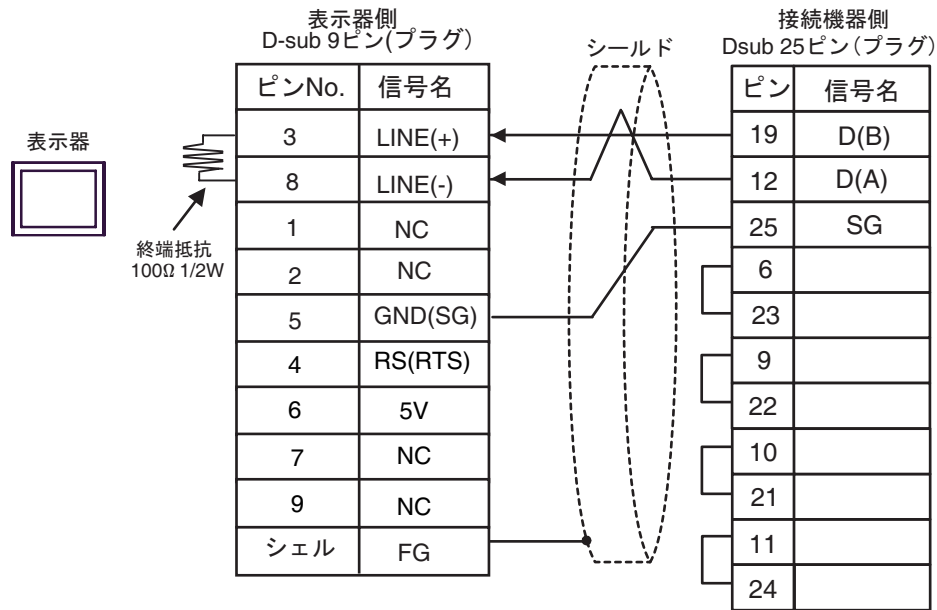 表示器側
D-sub 9ピン(プラグ)
シールド
接続機器側
Dsub 25ピン(プラグ)
表示器
終端抵抗
100Ω 1/2W
ピンNo. 信号名
3 LINE(+)
8 LINE(-)
1 NC
2 NC
5 GND(SG)
4 RS(RTS)
6 5V
7 NC
9 NC
シェル FG
ピン 信号名
19 D(B)
12 D(A)
25 SG
6
23
9
22
10
21
11
24